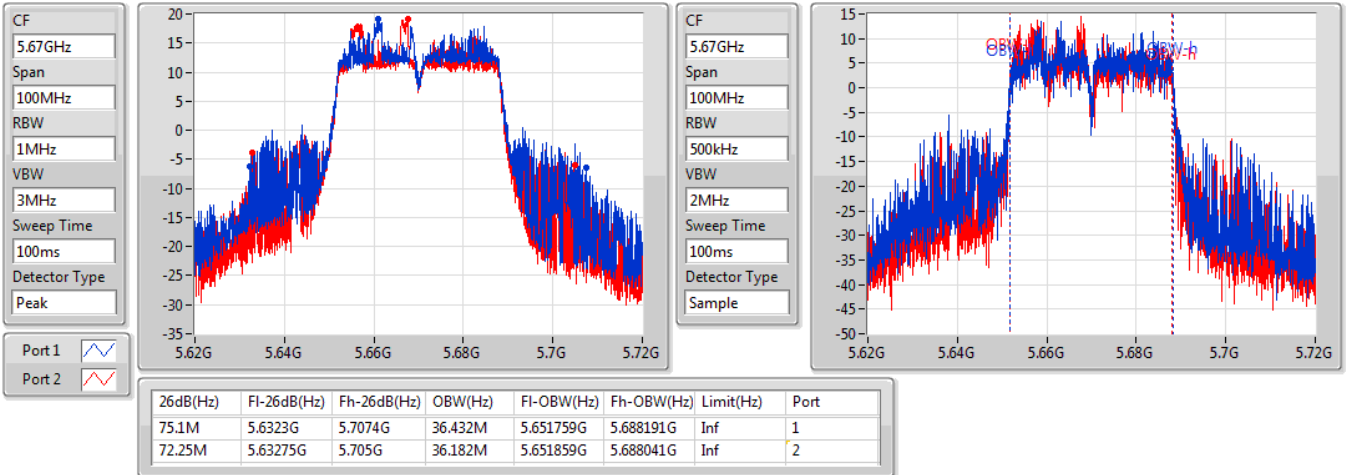 CF
5.67GHz
Span
100MHz
RBW
1MHz
VBW
3MHz
Sweep Time
100ms
Detector Type
Peak
Port 1
Port 2
20
15
10
5
0
-5
-10
-15
-20
-25
-30
-35
5.62G 5.64G 5.66G 5.68G 5.7G 5.72G
CF
5.67GHz
Span
100MHz
RBW
500kHz
VBW
2MHz
Sweep Time
100ms
Detector Type
Sample
15
10
5
0
-5
-10
-15
-20
-25
-30
-35
-40
-45
-50
5.62G 5.64G 5.66G 5.68G 5.7G 5.72G
26dB(Hz) Fl-26dB(Hz) Fh-26dB(Hz) OBW(Hz) Fl-OBW(Hz) Fh-OBW(Hz) Limit(Hz) Port
75.1M 5.6323G 5.7074G 36.432M 5.651759G 5.688191G Inf 1
72.25M 5.63275G 5.705G 36.182M 5.651859G 5.688041G Inf 2